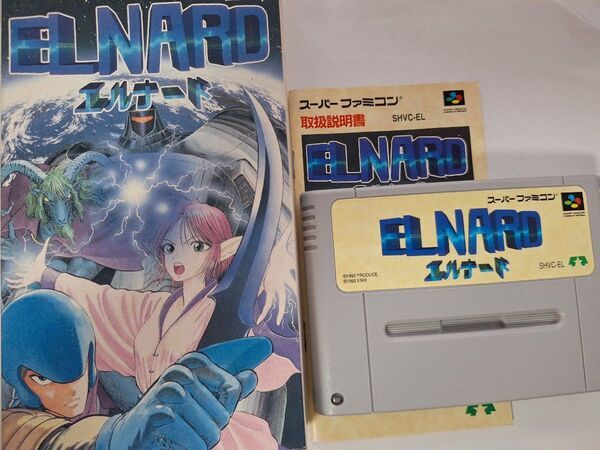 ELNARD
エルナード
スーパーファミコン
取扱説明書 SHVC-EL
ELNARD
スーパーファミコン
ELNARD
エルナード
©1992 PRODUCE
©1992 ENIX
SHVC-EL